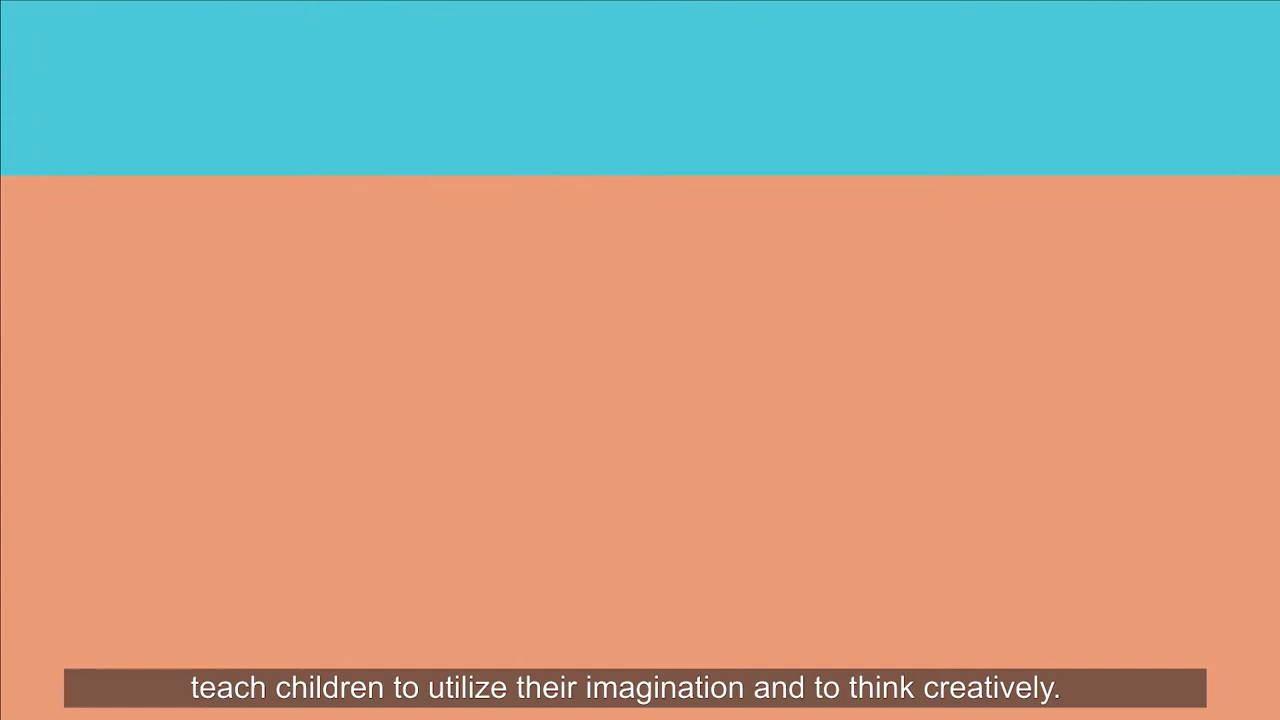 teach children to utilize their imagination and to think creatively.